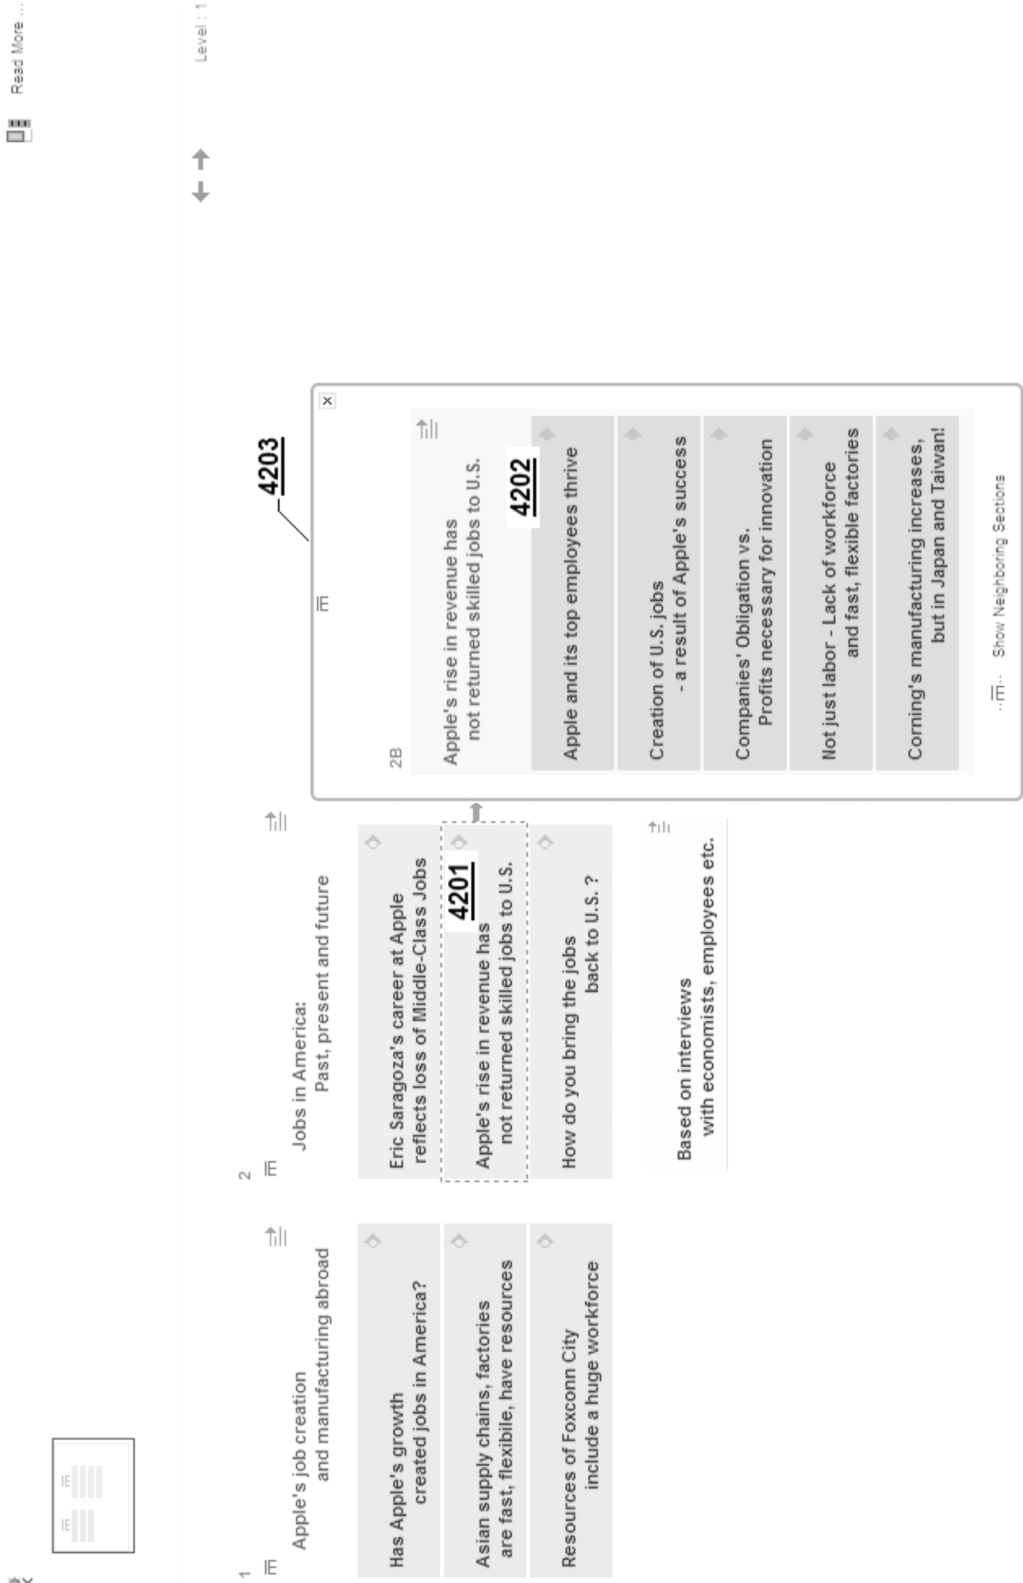 Read More ...
Level : 1
1
Apple's job creation
and manufacturing abroad
Has Apple's growth
created jobs in America?
Asian supply chains, factories
are fast, flexibile, have resources
Resources of Foxconn City
include a huge workforce
2
Jobs in America:
Past, present and future
Eric Saragoza's career at Apple
reflects loss of Middle-Class Jobs
4201
Apple's rise in revenue has
not returned skilled jobs to U.S.
How do you bring the jobs
back to U.S. ?
Based on interviews
with economists, employees etc.
4203
x
2B
Apple's rise in revenue has
not returned skilled jobs to U.S.
4202
Apple and its top employees thrive
Creation of U.S. jobs
- a result of Apple's success
Companies' Obligation vs.
Profits necessary for innovation
Not just labor - Lack of workforce
and fast, flexible factories
Corning's manufacturing increases,
but in Japan and Taiwan!
Show Neighboring Sections